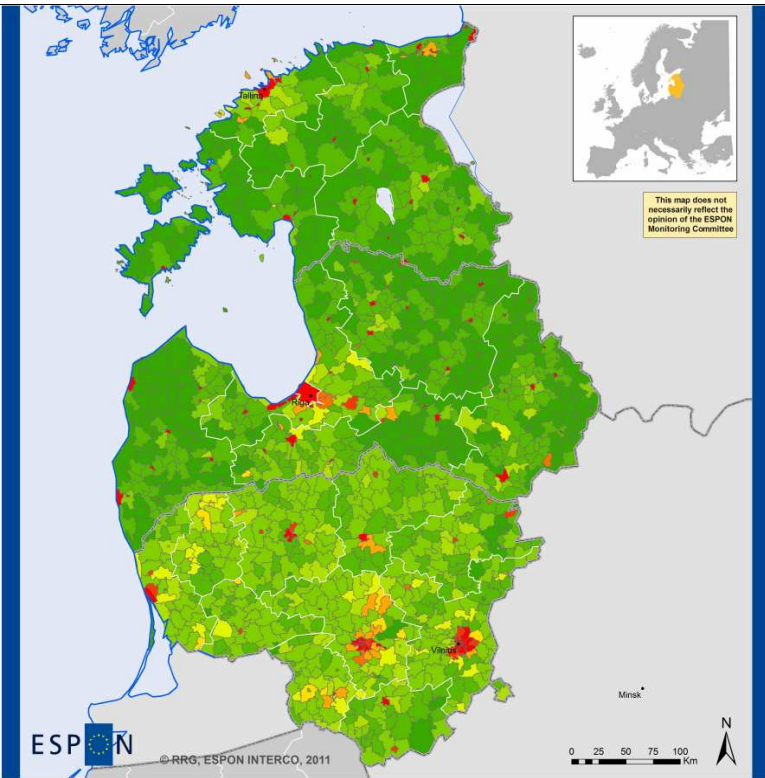 Tallinn
This map does not
necessarily reflect the
opinion of the ESPON
Monitoring Committee
Riga
Vilnius
Minsk
ESPON
© RRG, ESPON INTERCO, 2011
0 25 50 75 100
Km
N